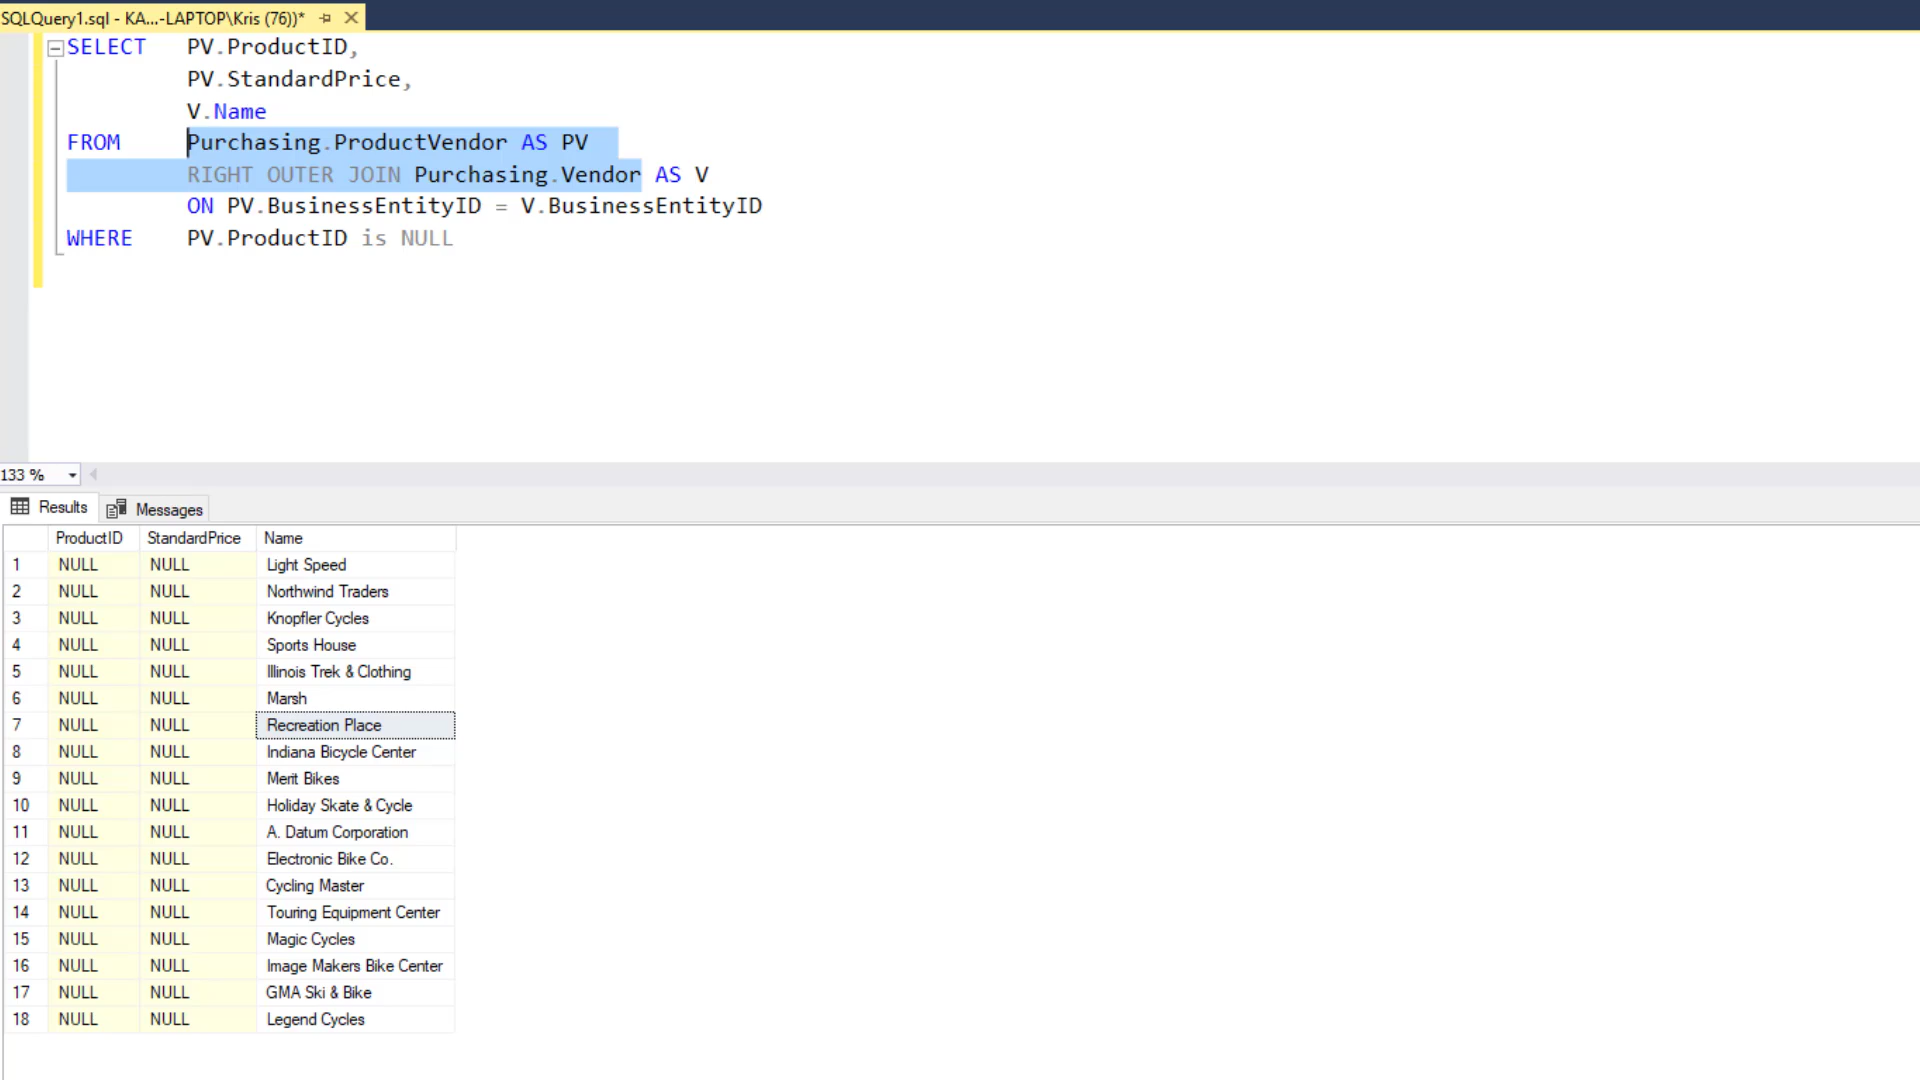 SQLQuery1.sql - KA...-LAPTOP\Kris (76))*
SELECT PV.ProductID,
PV.StandardPrice,
V.Name
FROM Purchasing.ProductVendor AS PV
RIGHT OUTER JOIN Purchasing.Vendor AS V
ON PV.BusinessEntityID = V.BusinessEntityID
WHERE PV.ProductID is NULL
133 %
Results Messages
ProductID StandardPrice Name
1 NULL NULL Light Speed
2 NULL NULL Northwind Traders
3 NULL NULL Knopfler Cycles
4 NULL NULL Sports House
5 NULL NULL Illinois Trek & Clothing
6 NULL NULL Marsh
7 NULL NULL Recreation Place
8 NULL NULL Indiana Bicycle Center
9 NULL NULL Merit Bikes
10 NULL NULL Holiday Skate & Cycle
11 NULL NULL A. Datum Corporation
12 NULL NULL Electronic Bike Co.
13 NULL NULL Cycling Master
14 NULL NULL Touring Equipment Center
15 NULL NULL Magic Cycles
16 NULL NULL Image Makers Bike Center
17 NULL NULL GMA Ski & Bike
18 NULL NULL Legend Cycles